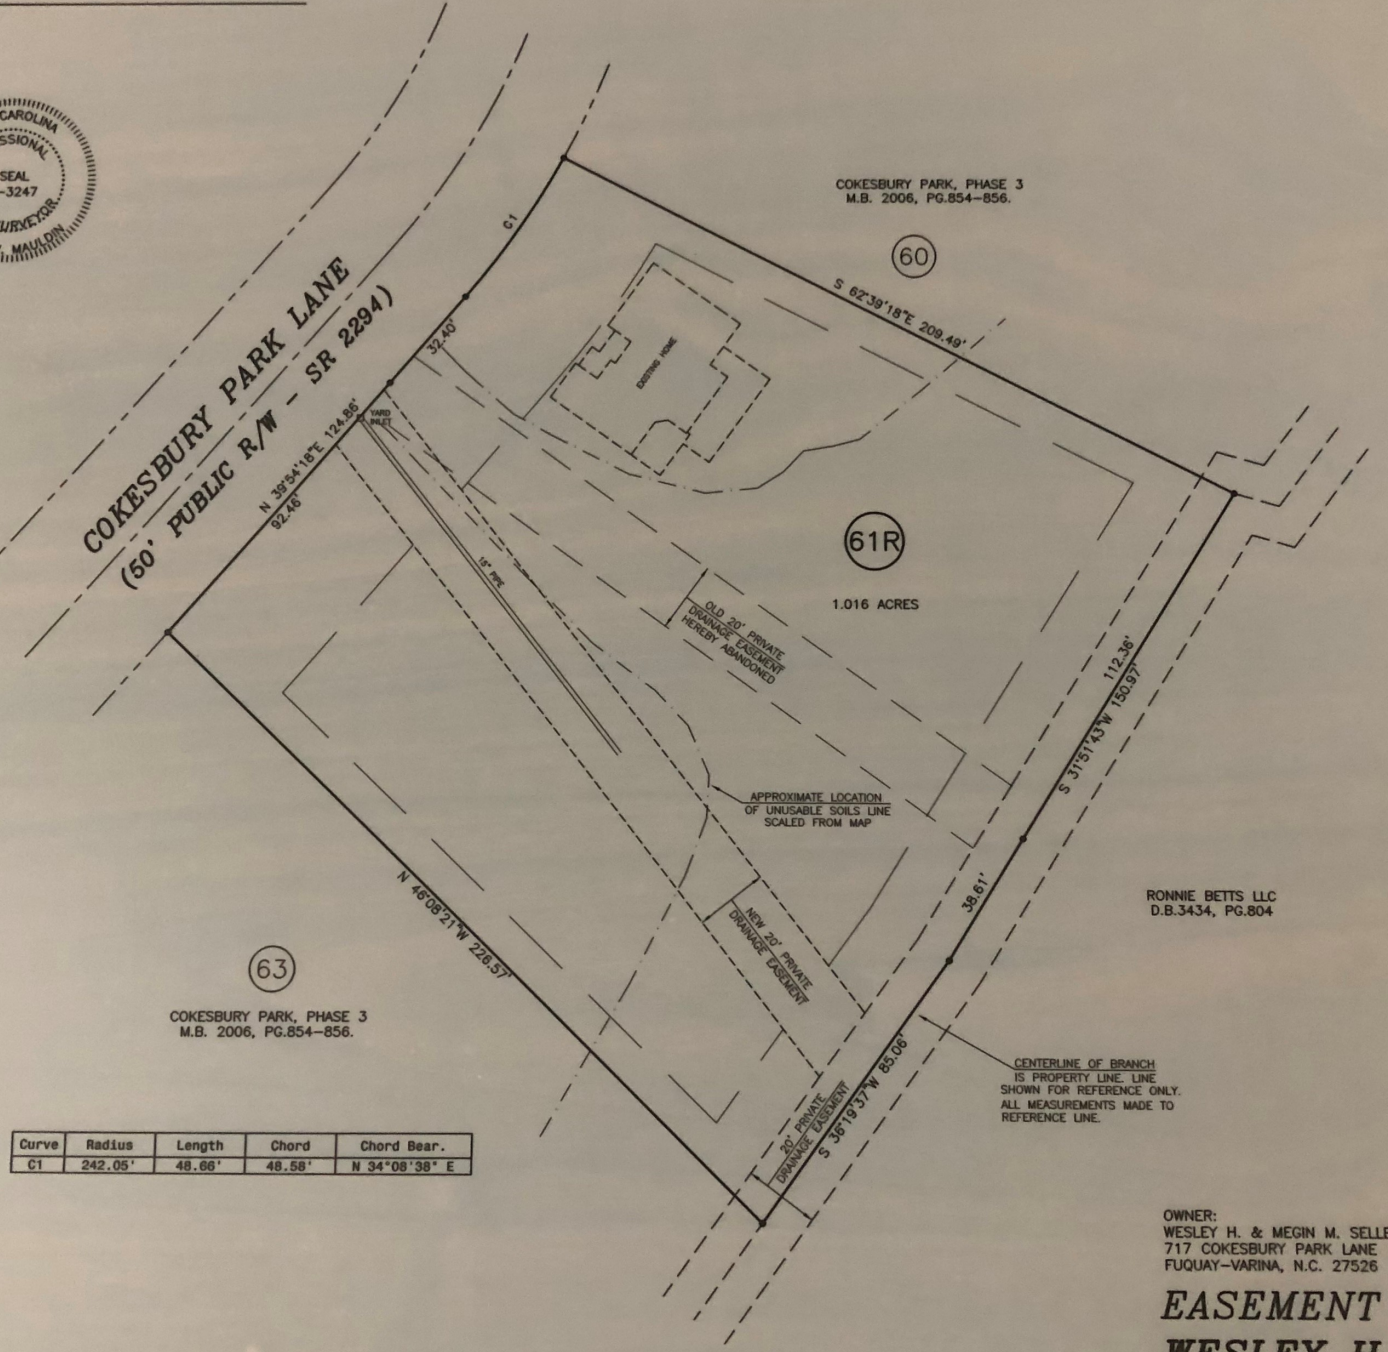 CAROLINA
SEAL
-3247
MAULDIN
COKESBURY PARK LANE
(50' PUBLIC R/W - SR 2294)
C1
32.40'
N 39°54'18"E 124.86'
92.46'
YARD
INLET
15" PIPE
EXISTING HOME
COKESBURY PARK, PHASE 3
M.B. 2006, PG.854-856.
60
S 62°39'18"E 209.49'
61R
1.016 ACRES
OLD 20' PRIVATE
DRAINAGE EASEMENT
HEREBY ABANDONED
112.36'
S 31°51'43"W 150.97'
38.61'
APPROXIMATE LOCATION
OF UNUSABLE SOILS LINE
SCALED FROM MAP
RONNIE BETTS LLC
D.B.3434, PG.804
NEW 20' PRIVATE
DRAINAGE EASEMENT
N 46°08'21"W 226.57'
63
COKESBURY PARK, PHASE 3
M.B. 2006, PG.854-856.
CENTERLINE OF BRANCH
IS PROPERTY LINE. LINE
SHOWN FOR REFERENCE ONLY.
ALL MEASUREMENTS MADE TO
REFERENCE LINE.
S 36°19'37"W 85.06'
20' PRIVATE
DRAINAGE EASEMENT
Curve Radius Length Chord Chord Bear.
C1 242.05' 48.66' 48.58' N 34°08'38" E
OWNER:
WESLEY H. & MEGIN M. SELLE
717 COKESBURY PARK LANE
FUQUAY-VARINA, N.C. 27526
EASEMENT
WESLEY H